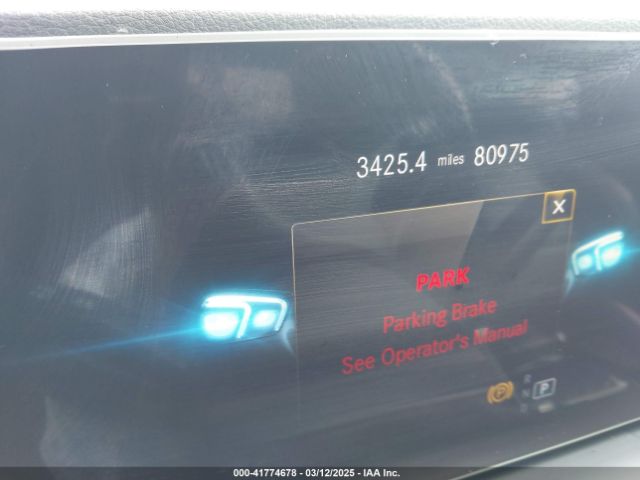 3425.4 miles 80975
X
PARK
Parking Brake
See Operator's Manual
P R
N P
000-41774678 - 03/12/2025 - IAA Inc.